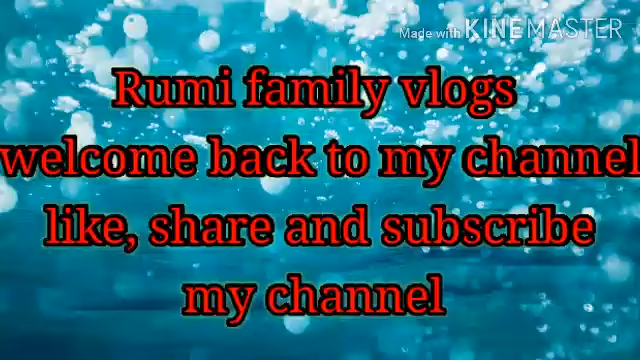 Made with KINEMASTER
Rumi family vlogs
welcome back to my channel
like, share and subscribe
my channel